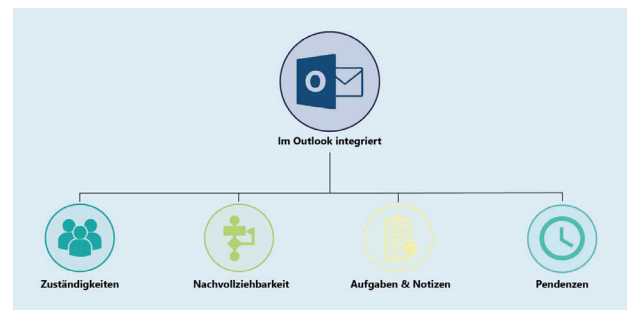 O
Im Outlook integriert
Zuständigkeiten
Nachvollziehbarkeit
Aufgaben & Notizen
Pendenzen